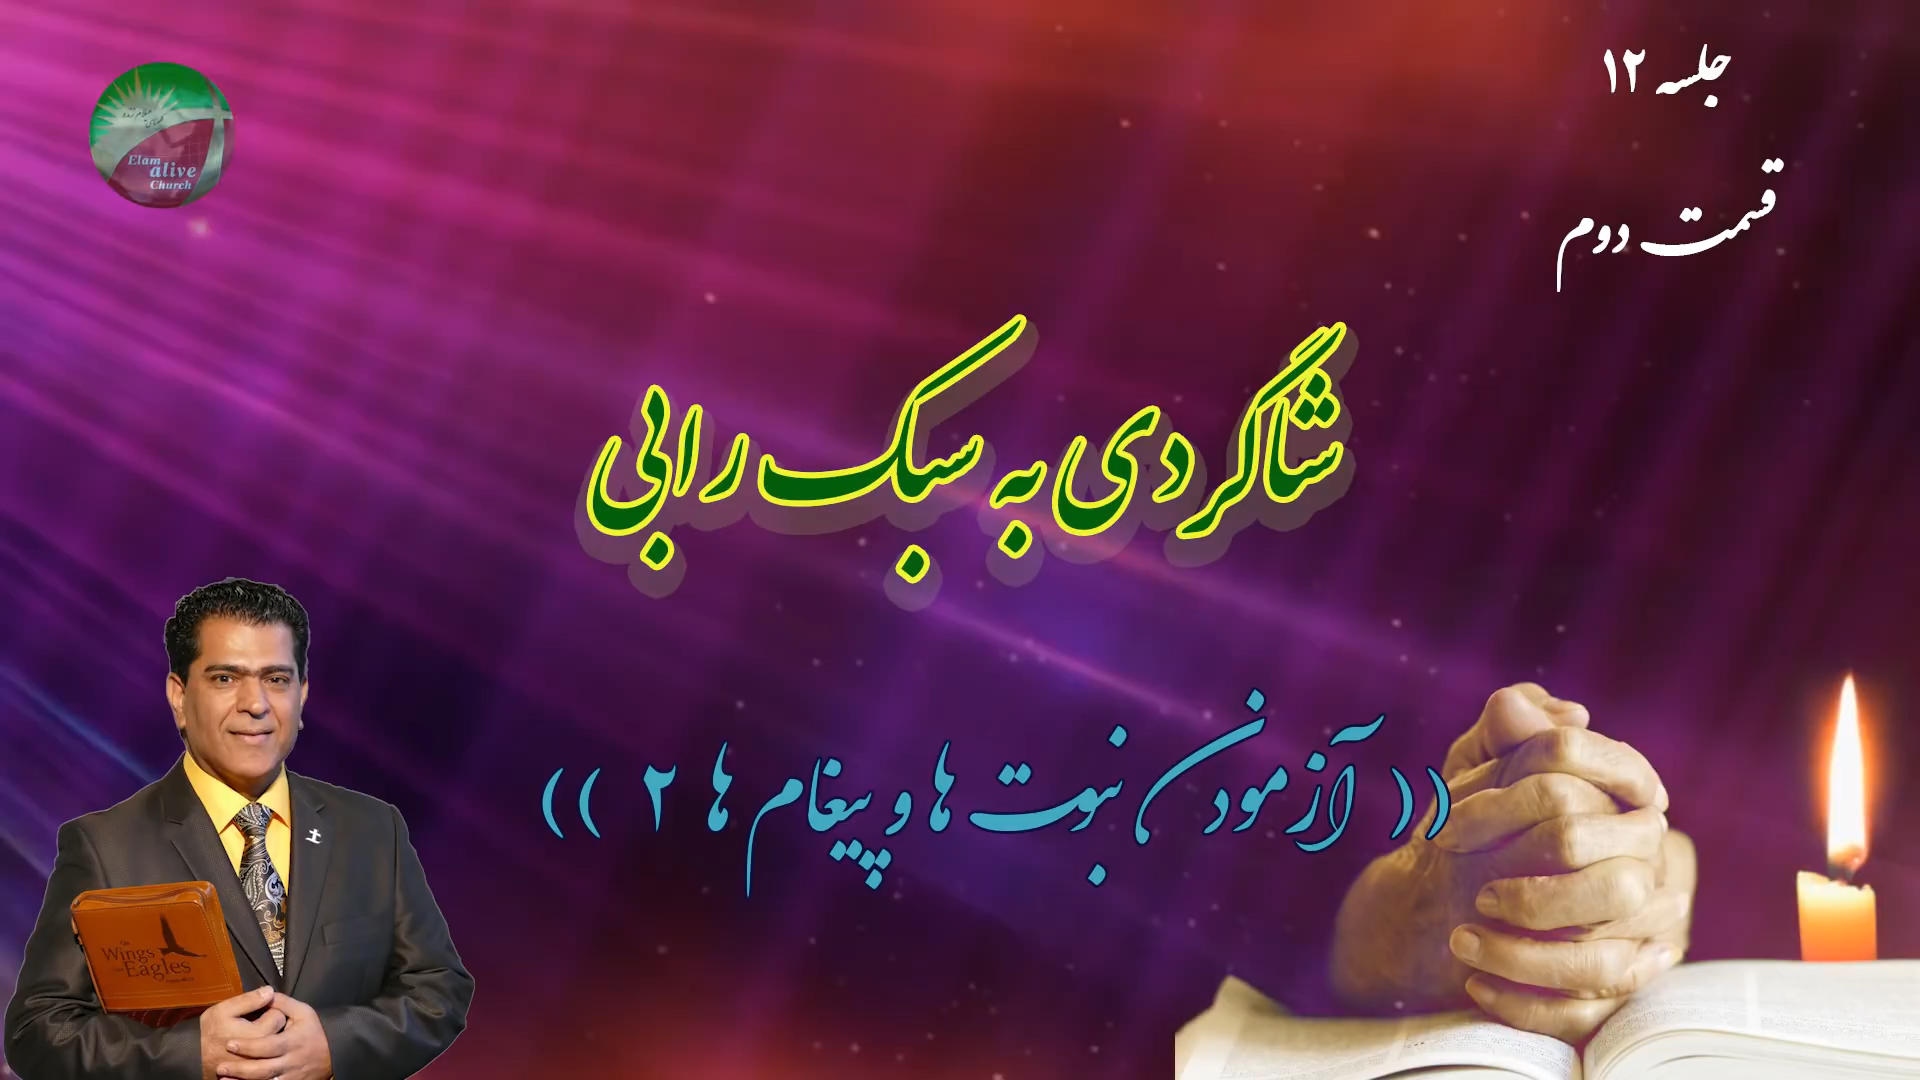 جلسه ۱۲
قسمت دوم
Elam
alive
Church
شاگردی به سبک رابی
(( آزمودن نبوت ها و پیغام ها ۲ ))
On
Wings
Eagles